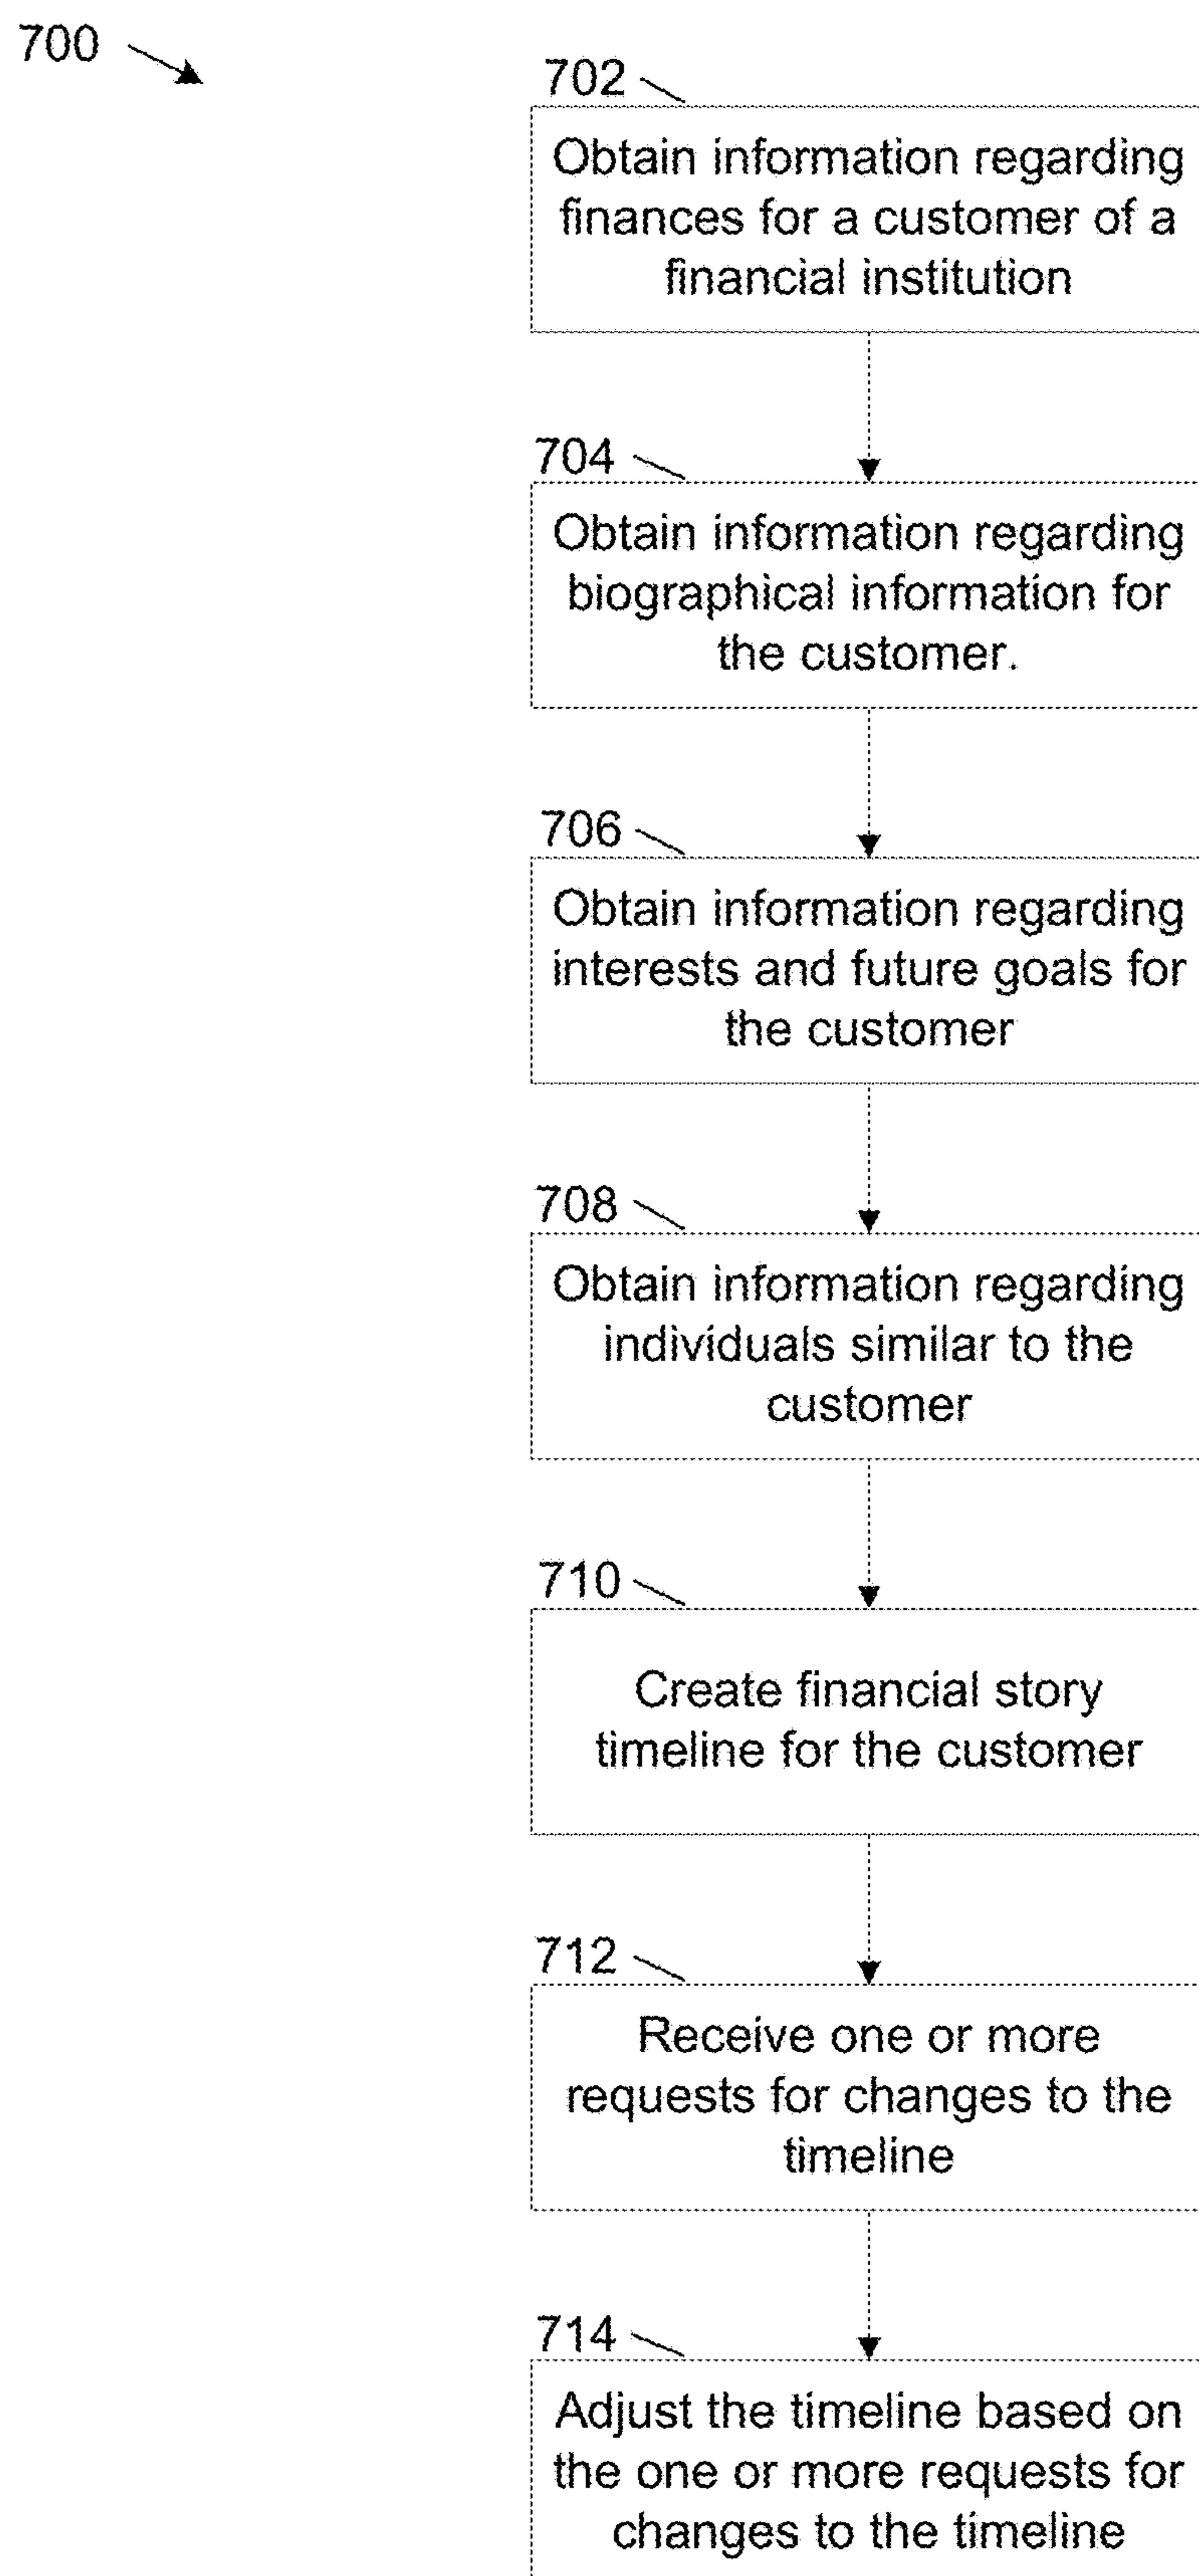 700
702
Obtain information regarding
finances for a customer of a
financial institution
704
Obtain information regarding
biographical information for
the customer.
706
Obtain information regarding
interests and future goals for
the customer
708
Obtain information regarding
individuals similar to the
customer
710
Create financial story
timeline for the customer
712
Receive one or more
requests for changes to the
timeline
714
Adjust the timeline based on
the one or more requests for
changes to the timeline